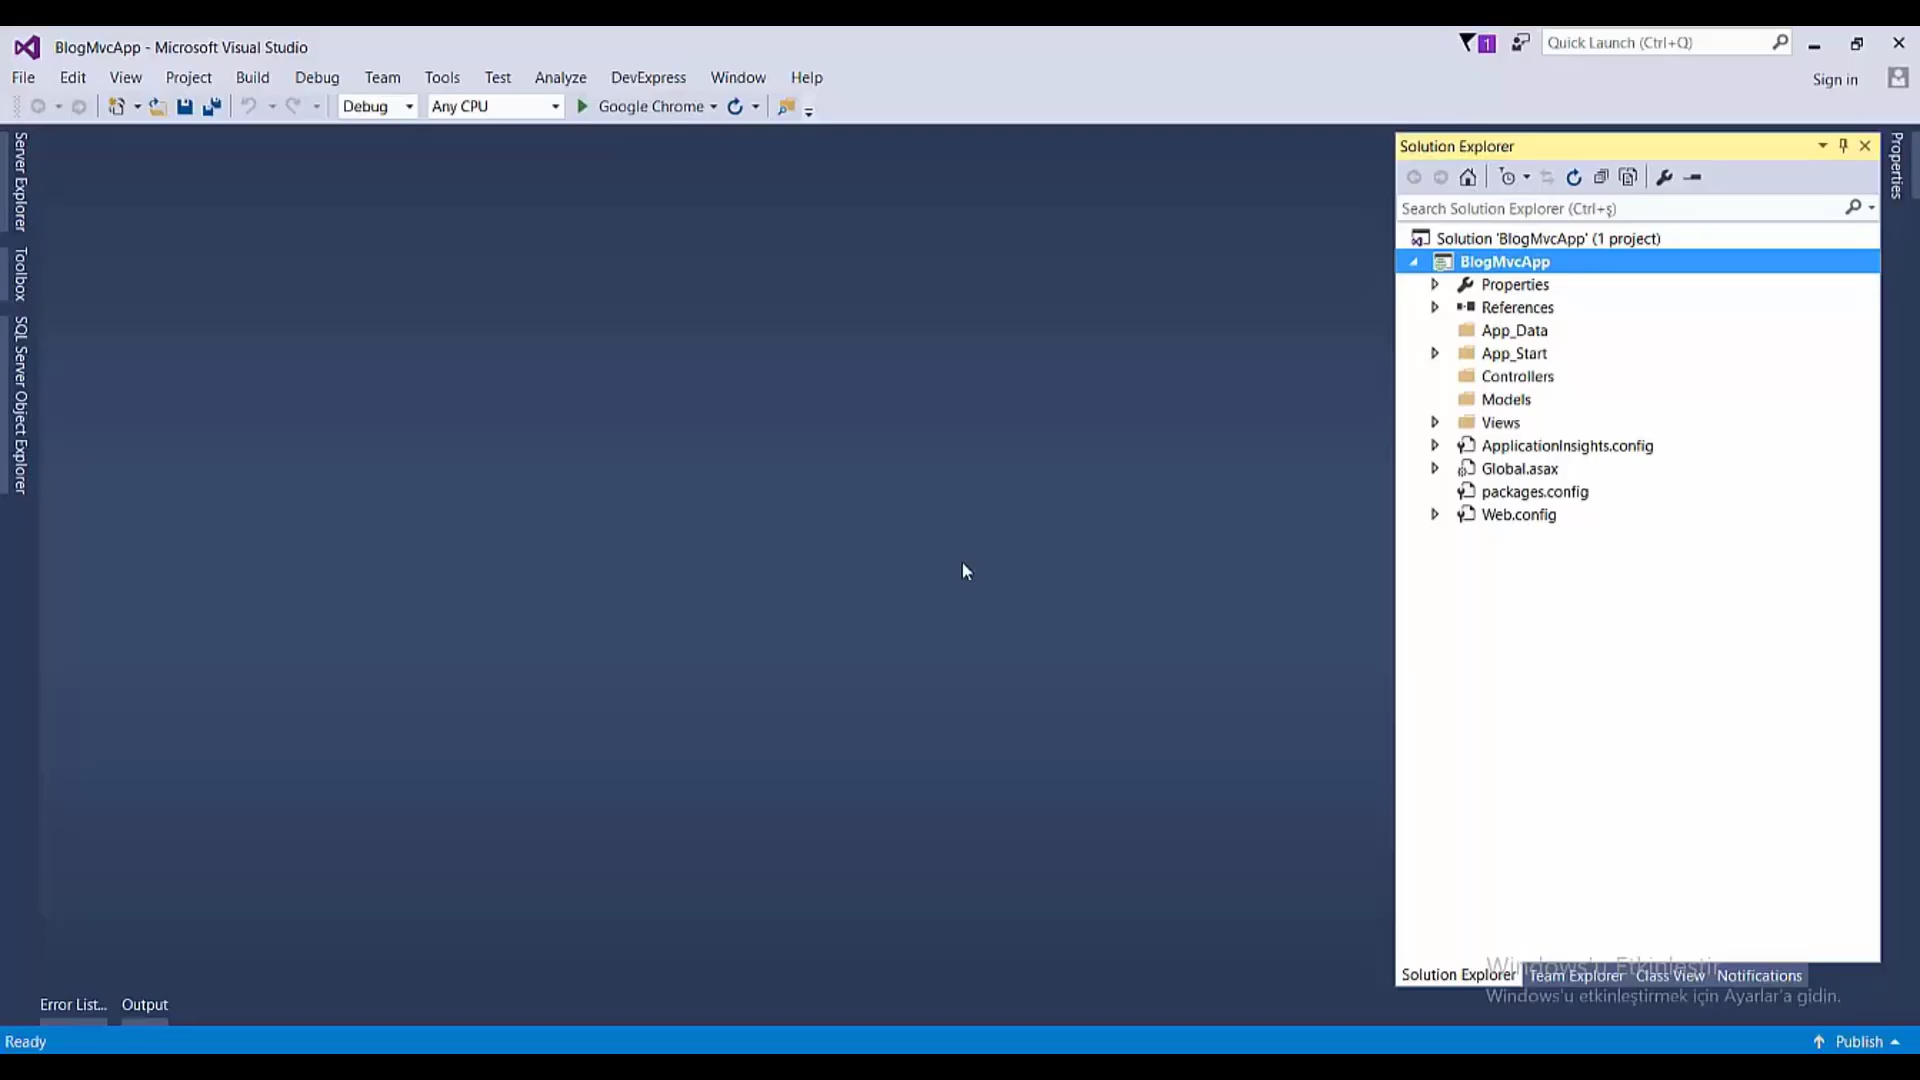 BlogMvcApp - Microsoft Visual Studio
1
Quick Launch (Ctrl+Q)
File Edit View Project Build Debug Team Tools Test Analyze DevExpress Window Help
Sign in
Debug Any CPU Google Chrome
Server Explorer
Toolbox
SQL Server Object Explorer
Solution Explorer
Search Solution Explorer (Ctrl+ş)
Solution 'BlogMvcApp' (1 project)
BlogMvcApp
Properties
References
App_Data
App_Start
Controllers
Models
Views
ApplicationInsights.config
Global.asax
packages.config
Web.config
Properties
Windows'u Etkinleştir
Solution Explorer Team Explorer Class View Notifications
Windows'u etkinleştirmek için Ayarlar'a gidin.
Error List... Output
Ready
Publish